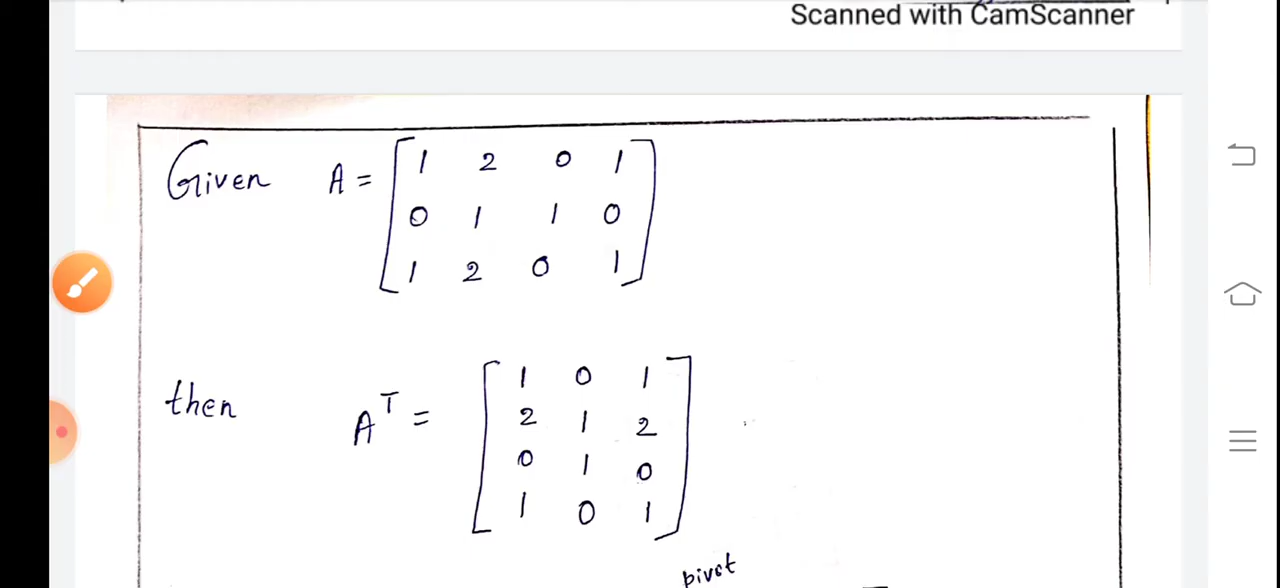 Scanned with CamScanner
Given A = [ 1 2 0 1
0 1 1 0
1 2 0 1 ]
then A^T = [ 1 0 1
2 1 2
0 1 0
1 0 1 ]
pivot